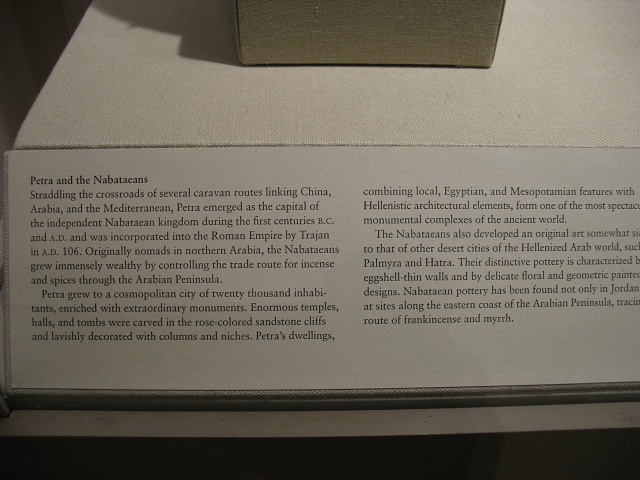 Petra and the Nabataeans
Straddling the crossroads of several caravan routes linking China,
Arabia, and the Mediterranean, Petra emerged as the capital of
the independent Nabataean kingdom during the first centuries B.C.
and A.D. and was incorporated into the Roman Empire by Trajan
in A.D. 106. Originally nomads in northern Arabia, the Nabataeans
grew immensely wealthy by controlling the trade route for incense
and spices through the Arabian Peninsula.
Petra grew to a cosmopolitan city of twenty thousand inhabi-
tants, enriched with extraordinary monuments. Enormous temples,
halls, and tombs were carved in the rose-colored sandstone cliffs
and lavishly decorated with columns and niches. Petra's dwellings,
combining local, Egyptian, and Mesopotamian features with
Hellenistic architectural elements, form one of the most
monumental complexes of the ancient world.
The Nabataeans also developed an original art somewhat
to that of other desert cities of the Hellenized Arab world,
Palmyra and Hatra. Their distinctive pottery is characterized
eggshell-thin walls and by delicate floral and geometric
designs. Nabataean pottery has been found not only in Jordan
at sites along the eastern coast of the Arabian Peninsula,
route of frankincense and myrrh.